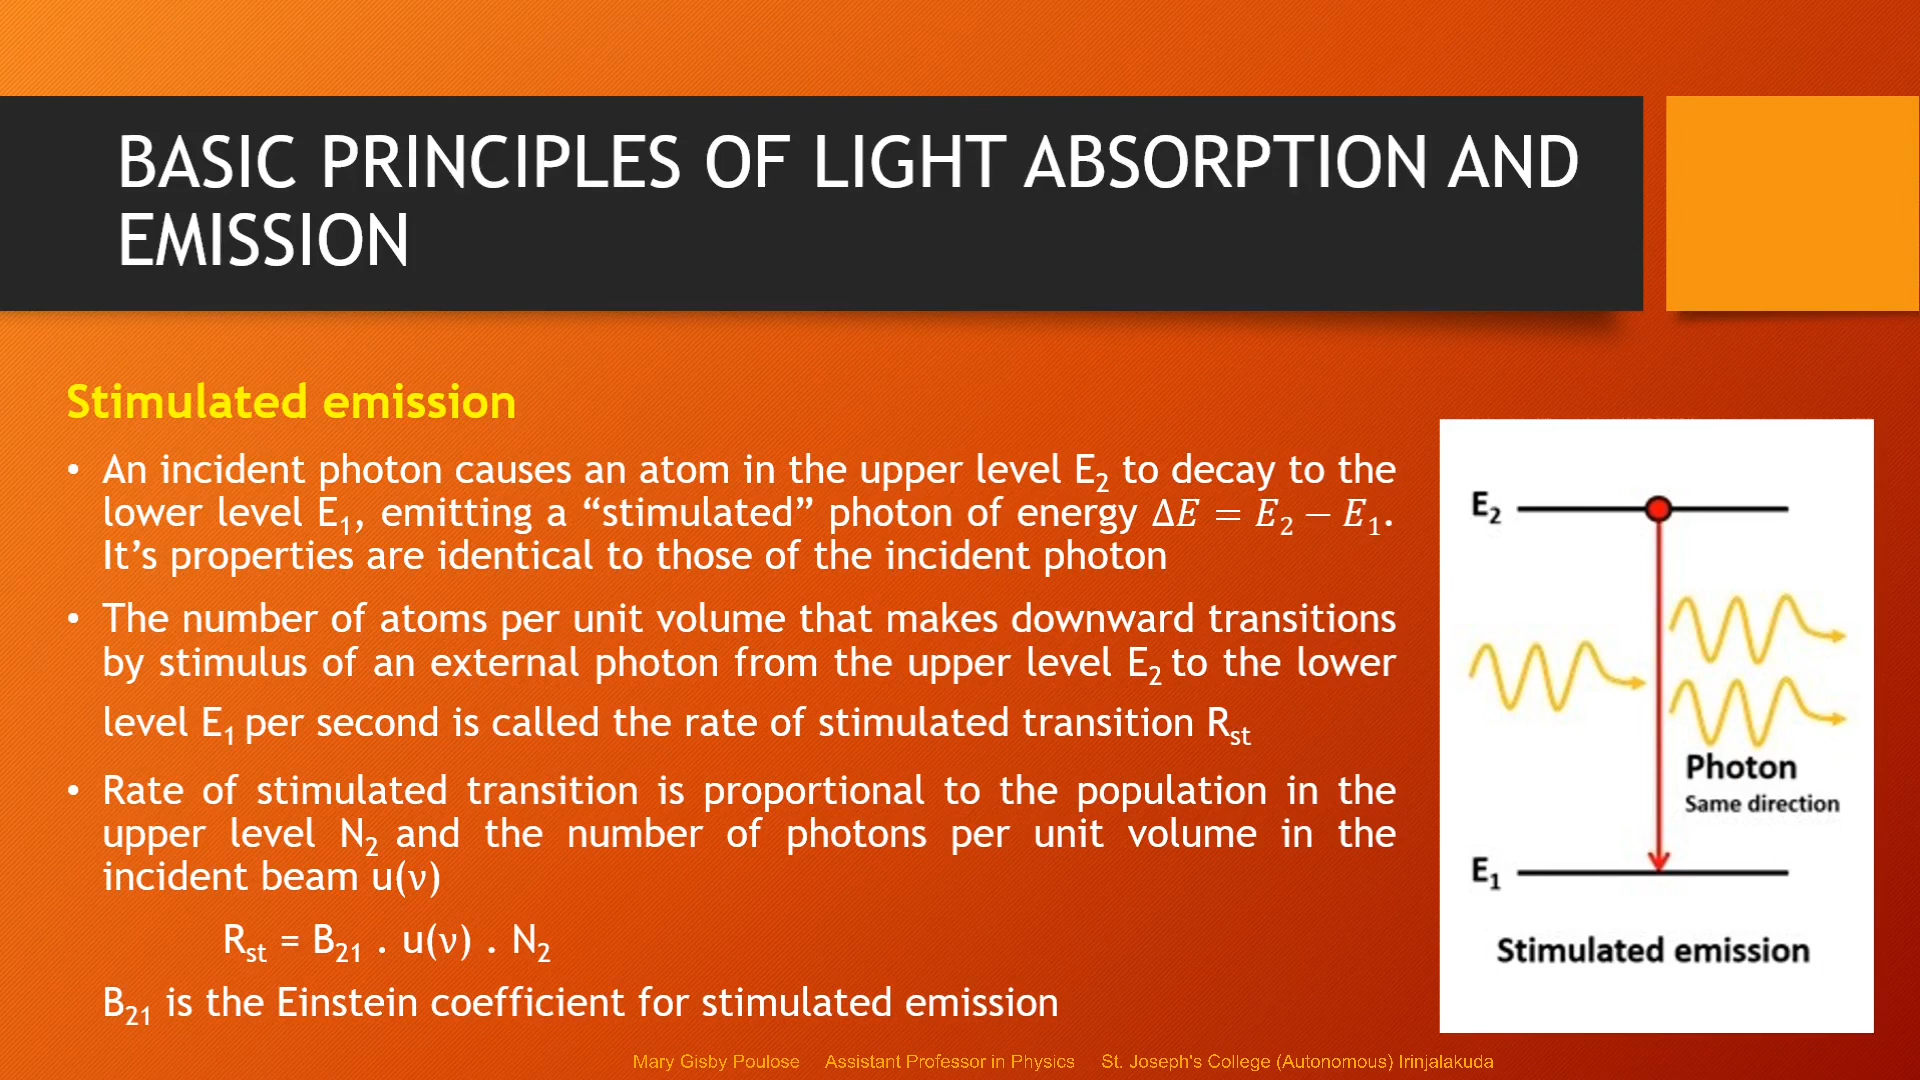 BASIC PRINCIPLES OF LIGHT ABSORPTION AND
EMISSION
Stimulated emission
• An incident photon causes an atom in the upper level E₂ to decay to the
lower level E₁, emitting a “stimulated” photon of energy Δ𝐸 = 𝐸₂ − 𝐸₁.
It’s properties are identical to those of the incident photon
• The number of atoms per unit volume that makes downward transitions
by stimulus of an external photon from the upper level E₂ to the lower
level E₁ per second is called the rate of stimulated transition Rst
• Rate of stimulated transition is proportional to the population in the
upper level N₂ and the number of photons per unit volume in the
incident beam u(ν)
Rst = B₂₁ . u(ν) . N₂
B₂₁ is the Einstein coefficient for stimulated emission
E₂
Photon
Same direction
E₁
Stimulated emission
Mary Gisby Poulose Assistant Professor in Physics St. Joseph's College (Autonomous) Irinjalakuda